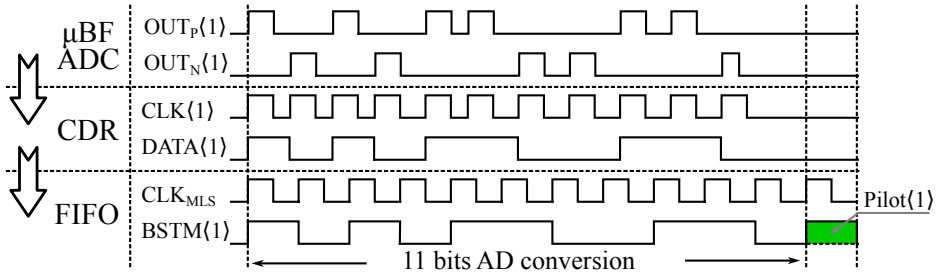 μBF
ADC
OUTP⟨1⟩
OUTN⟨1⟩
CDR
CLK⟨1⟩
DATA⟨1⟩
FIFO
CLKMLS
BSTM⟨1⟩
Pilot⟨1⟩
11 bits AD conversion